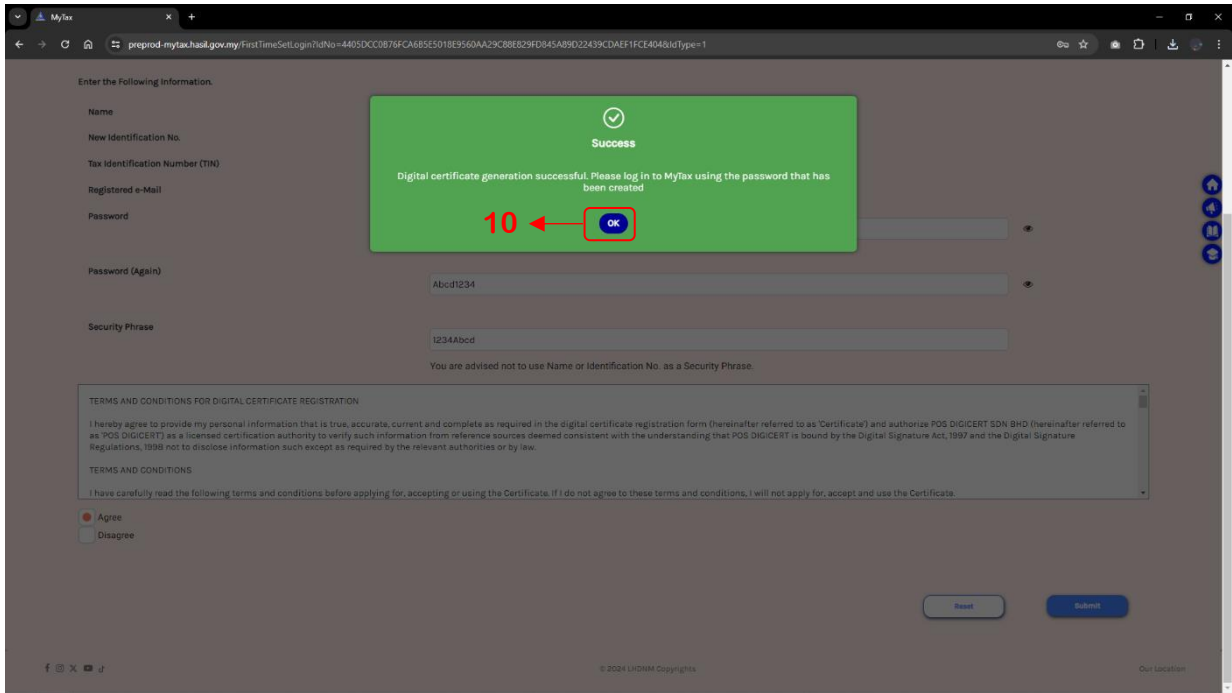 MyTax
preprod-mytax.hasil.gov.my/FirstTimeSetLogin?idNo=4405DCC0B76FCA6B5E5018E9560AA29C88E829FD845A89D22439CDAEF1FCE404&idType=1
Enter the Following Information.
Name
New Identification No.
Tax Identification Number (TIN)
Registered e-Mail
Password
Success
Digital certificate generation successful. Please log in to MyTax using the password that has
been created
10
OK
Password (Again)
Abcd1234
Security Phrase
1234Abcd
You are advised not to use Name or Identification No. as a Security Phrase.
TERMS AND CONDITIONS FOR DIGITAL CERTIFICATE REGISTRATION
I hereby agree to provide my personal information that is true, accurate, current and complete as required in the digital certificate registration form (hereinafter referred to as 'Certificate') and authorize POS DIGICERT SDN BHD (hereinafter referred to
as 'POS DIGICERT') as a licensed certification authority to verify such information from reference sources deemed consistent with the understanding that POS DIGICERT is bound by the Digital Signature Act, 1997 and the Digital Signature
Regulations, 1998 not to disclose information such except as required by the relevant authorities or by law.
TERMS AND CONDITIONS
I have carefully read the following terms and conditions before applying for, accepting or using the Certificate. If I do not agree to these terms and conditions, I will not apply for, accept and use the Certificate.
Agree
Disagree
Reset
Submit
© 2024 LHDNM Copyrights
Our Location